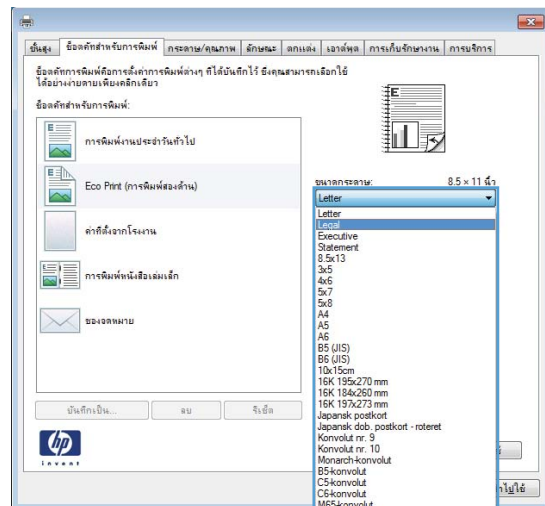 ขั้นสูง
ช็อตคัทสำหรับการพิมพ์
กระดาษ/คุณภาพ
ลักษณะ
ตกแต่ง
เอาต์พุต
การเก็บรักษางาน
การบริการ
ช็อตคัทการพิมพ์คือการตั้งค่าการพิมพ์ต่างๆ ที่ได้บันทึกไว้ ซึ่งคุณสามารถเลือกใช้
ได้อย่างง่ายดายเพียงคลิกเดียว
ช็อตคัทสำหรับการพิมพ์:
การพิมพ์งานประจำวันทั่วไป
Eco Print (การพิมพ์สองด้าน)
ค่าที่ตั้งจากโรงงาน
การพิมพ์หนังสือเล่มเล็ก
ซองจดหมาย
บันทึกเป็น...
ลบ
รีเซ็ต
ขนาดกระดาษ:
8.5 × 11 นิ้ว
Letter
Letter
Legal
Executive
Statement
8.5x13
3x5
4x6
5x7
5x8
A4
A5
A6
B5 (JIS)
B6 (JIS)
10x15cm
16K 195x270 mm
16K 184x260 mm
16K 197x273 mm
Japansk postkort
Japansk dob. postkort - roteret
Konvolut nr. 9
Konvolut nr. 10
Monarch-konvolut
B5-konvolut
C5-konvolut
C6-konvolut
M65-konvolut
hp
invent